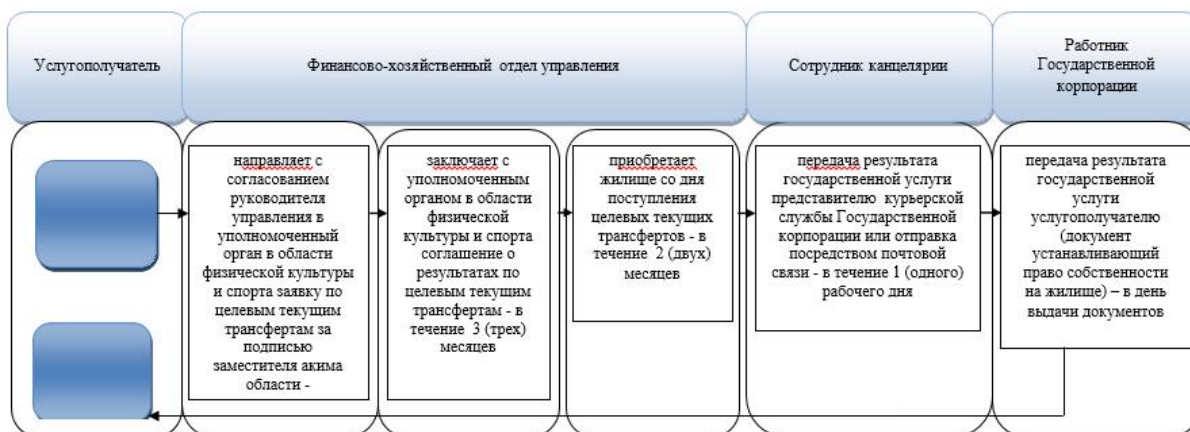 Услугополучатель
Финансово-хозяйственный отдел управления
Сотрудник канцелярии
Работник
Государственной
корпорации
направляет с
согласованием
руководителя
управления в
уполномоченный
орган в области
физической культуры
и спорта заявку по
целевым текущим
трансфертам за
подписью
заместителя акима
области -
заключает с
уполномоченным
органом в области
физической
культуры и спорта
соглашение о
результатах по
целевым текущим
трансфертам - в
течение 3 (трех)
месяцев
приобретает
жилище со дня
поступления
целевых текущих
трансфертов - в
течение 2 (двух)
месяцев
передача результата
государственной услуги
представителю курьерской
службы Государственной
корпорации или отправка
посредством почтовой
связи - в течение 1 (одного)
рабочего дня
передача результата
государственной
услуги
услугополучателю
(документ
устанавливающий
право собственности
на жилище) – в день
выдачи документов